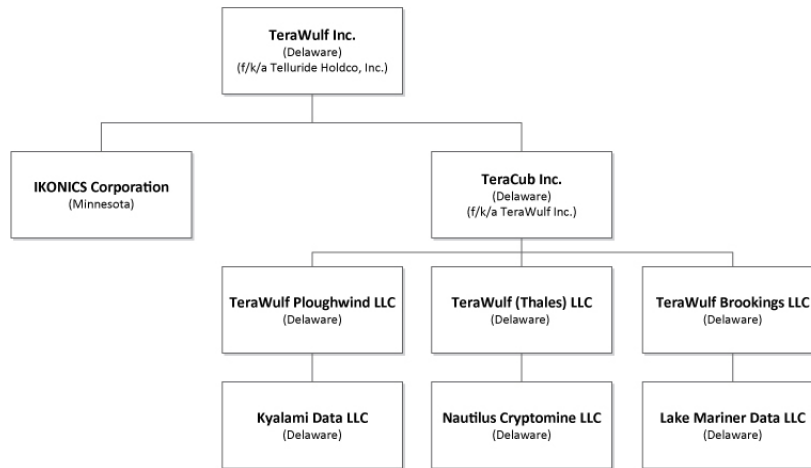 TeraWulf Inc.
(Delaware)
(f/k/a Telluride Holdco, Inc.)
IKONICS Corporation
(Minnesota)
TeraCub Inc.
(Delaware)
(f/k/a TeraWulf Inc.)
TeraWulf Ploughwind LLC
(Delaware)
TeraWulf (Thales) LLC
(Delaware)
TeraWulf Brookings LLC
(Delaware)
Kyalami Data LLC
(Delaware)
Nautilus Cryptomine LLC
(Delaware)
Lake Mariner Data LLC
(Delaware)